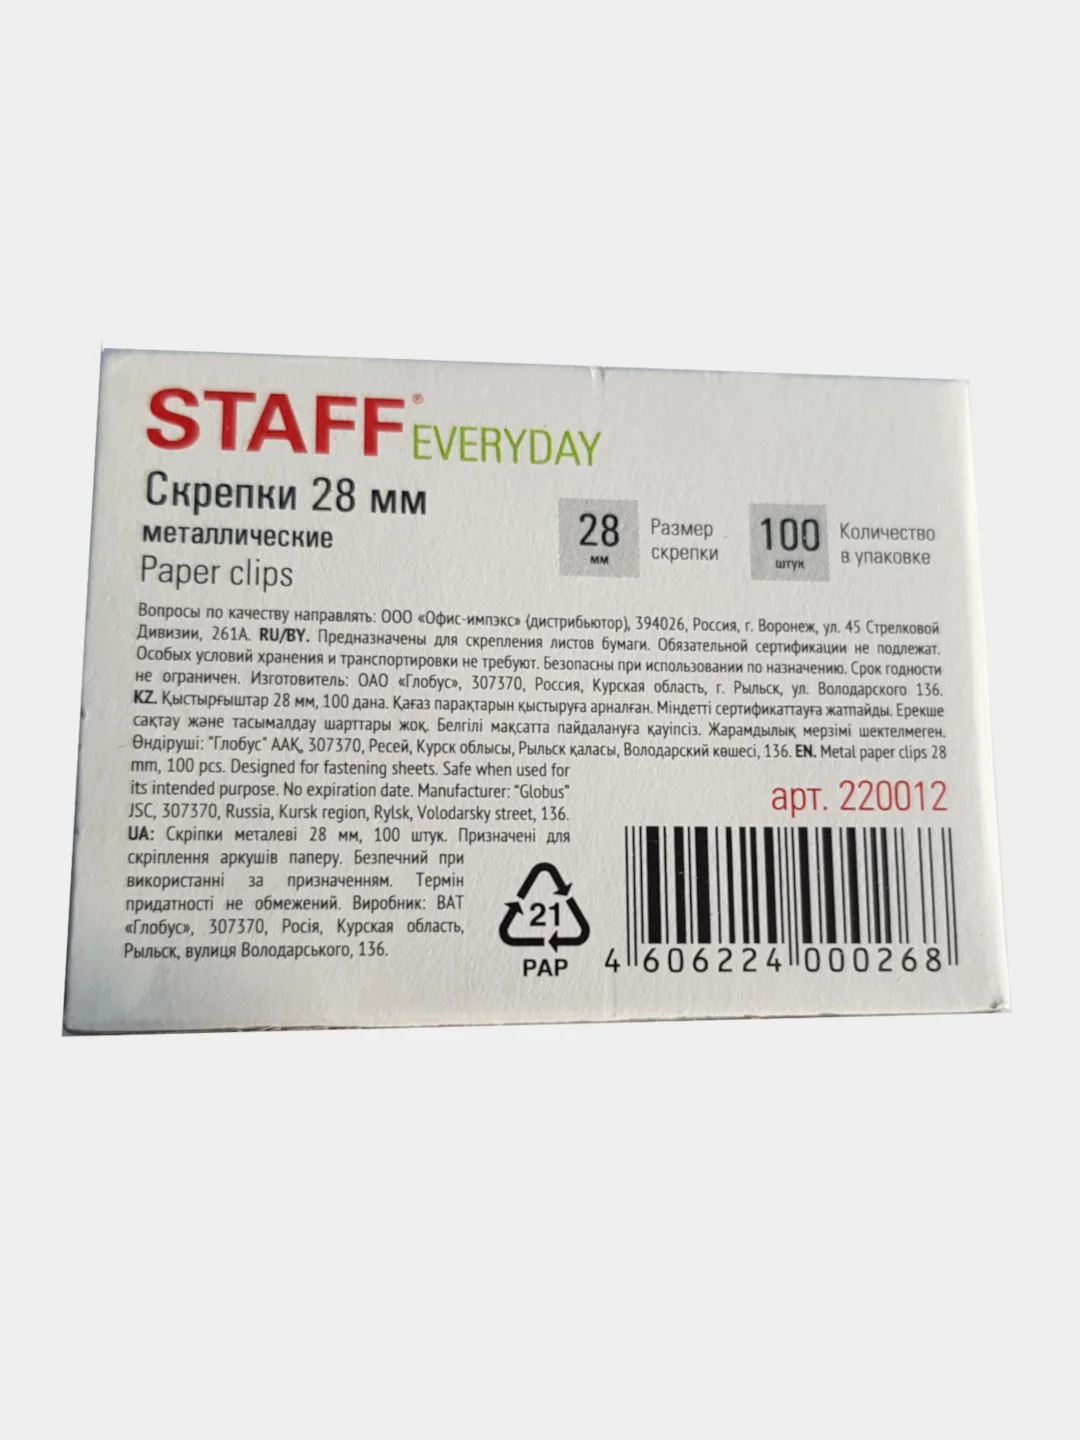 STAFF® EVERYDAY
Скрепки 28 мм
металлические
Paper clips
28 мм
Размер скрепки
100 штук
Количество в упаковке
Вопросы по качеству направлять: ООО «Офис-импэкс» (дистрибьютор), 394026, Россия, г. Воронеж, ул. 45 Стрелковой
Дивизии, 261А. RU/BY. Предназначены для скрепления листов бумаги. Обязательной сертификации не подлежат.
Особых условий хранения и транспортировки не требуют. Безопасны при использовании по назначению. Срок годности
не ограничен. Изготовитель: ОАО «Глобус», 307370, Россия, Курская область, г. Рыльск, ул. Володарского 136.
KZ. Қыстырғыштар 28 мм, 100 дана. Қағаз парақтарын қыстыруға арналған. Міндетті сертификаттауға жатпайды. Ерекше
сақтау және тасымалдау шарттары жоқ. Белгілі мақсатта пайдалануға қауіпсіз. Жарамдылық мерзімі шектелмеген.
Өндіруші: "Глобус" ААҚ, 307370, Ресей, Курск облысы, Рыльск қаласы, Володарский көшесі, 136. EN. Metal paper clips 28
mm, 100 pcs. Designed for fastening sheets. Safe when used for
its intended purpose. No expiration date. Manufacturer: "Globus"
JSC, 307370, Russia, Kursk region, Rylsk, Volodarsky street, 136.
UA: Скріпки металеві 28 мм, 100 штук. Призначені для
скріплення аркушів паперу. Безпечний при
використанні за призначенням. Термін
придатності не обмежений. Виробник: ВАТ
«Глобус», 307370, Росія, Курская область,
Рыльск, вулиця Володарського, 136.
арт. 220012
21
PAP
4 606224 000268